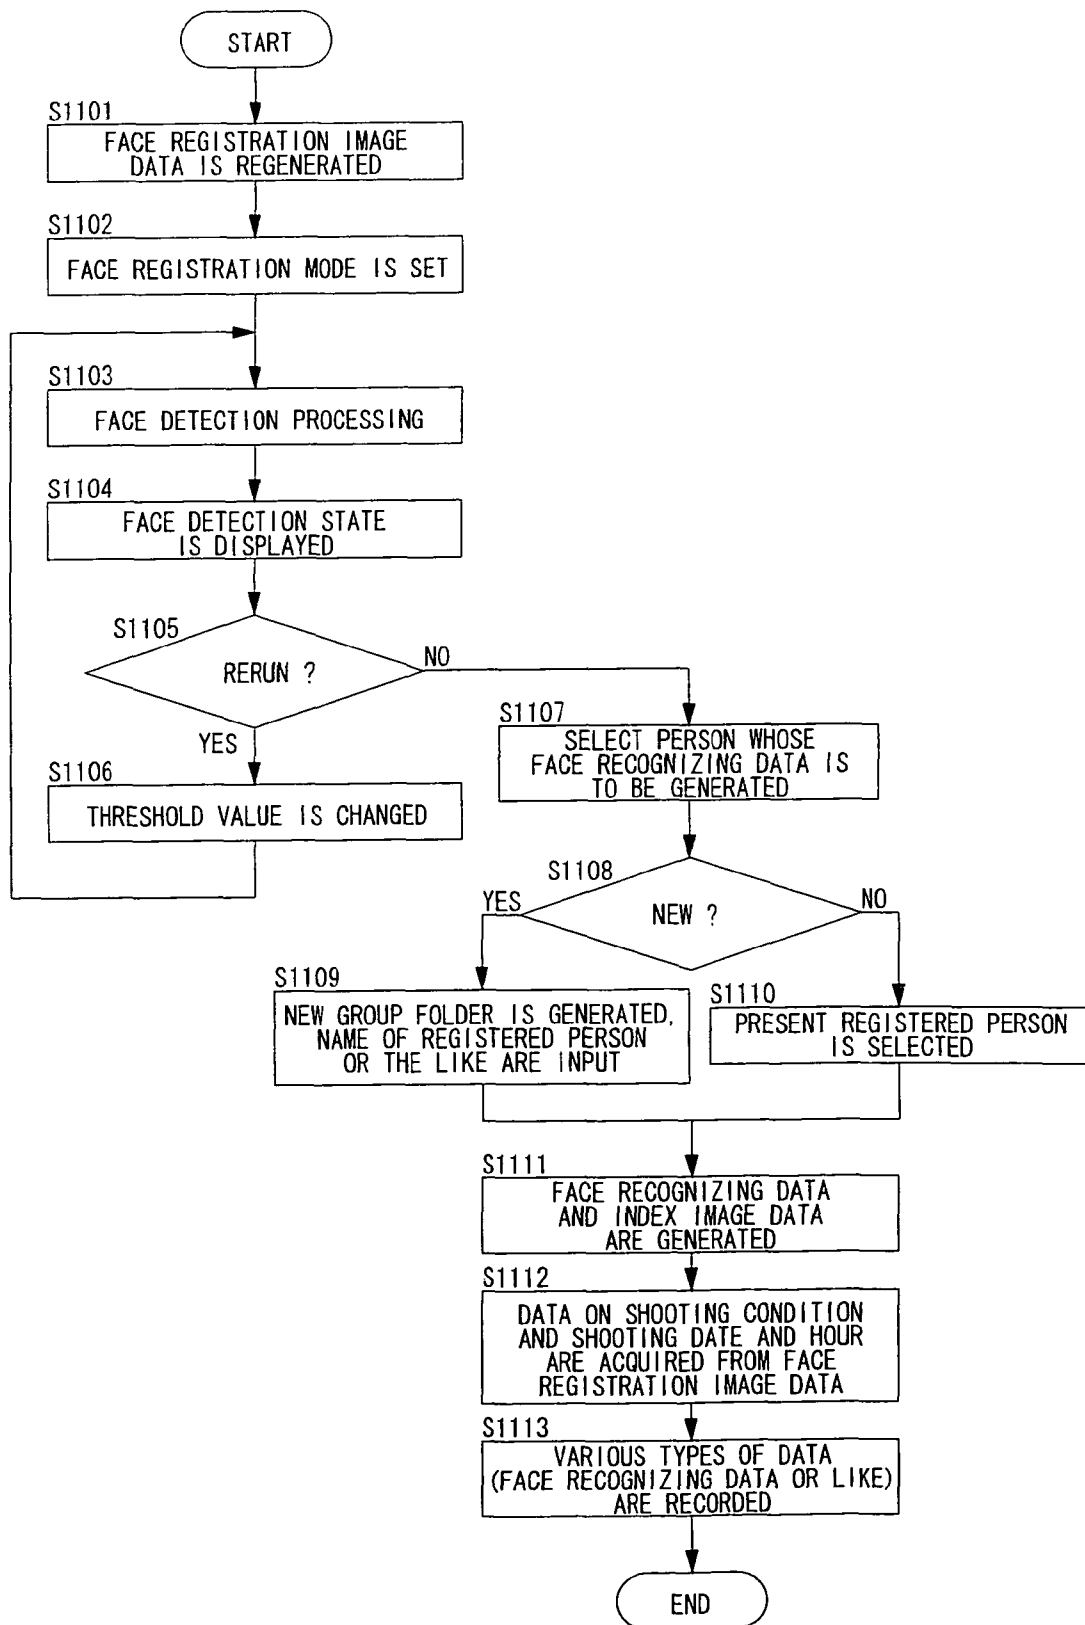 START
S1101
FACE REGISTRATION IMAGE
DATA IS REGENERATED
S1102
FACE REGISTRATION MODE IS SET
S1103
FACE DETECTION PROCESSING
S1104
FACE DETECTION STATE
IS DISPLAYED
S1105
RERUN ?
NO
YES
S1106
THRESHOLD VALUE IS CHANGED
S1107
SELECT PERSON WHOSE
FACE RECOGNIZING DATA IS
TO BE GENERATED
S1108
NEW ?
YES
NO
S1109
NEW GROUP FOLDER IS GENERATED,
NAME OF REGISTERED PERSON
OR THE LIKE ARE INPUT
S1110
PRESENT REGISTERED PERSON
IS SELECTED
S1111
FACE RECOGNIZING DATA
AND INDEX IMAGE DATA
ARE GENERATED
S1112
DATA ON SHOOTING CONDITION
AND SHOOTING DATE AND HOUR
ARE ACQUIRED FROM FACE
REGISTRATION IMAGE DATA
S1113
VARIOUS TYPES OF DATA
(FACE RECOGNIZING DATA OR LIKE)
ARE RECORDED
END